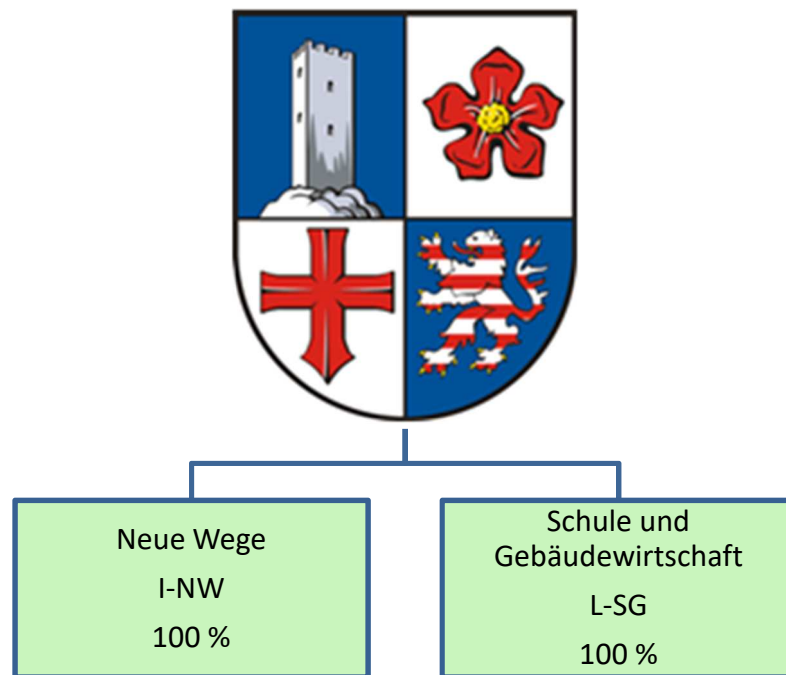 Neue Wege
I-NW
100 %
Schule und
Gebäudewirtschaft
L-SG
100 %